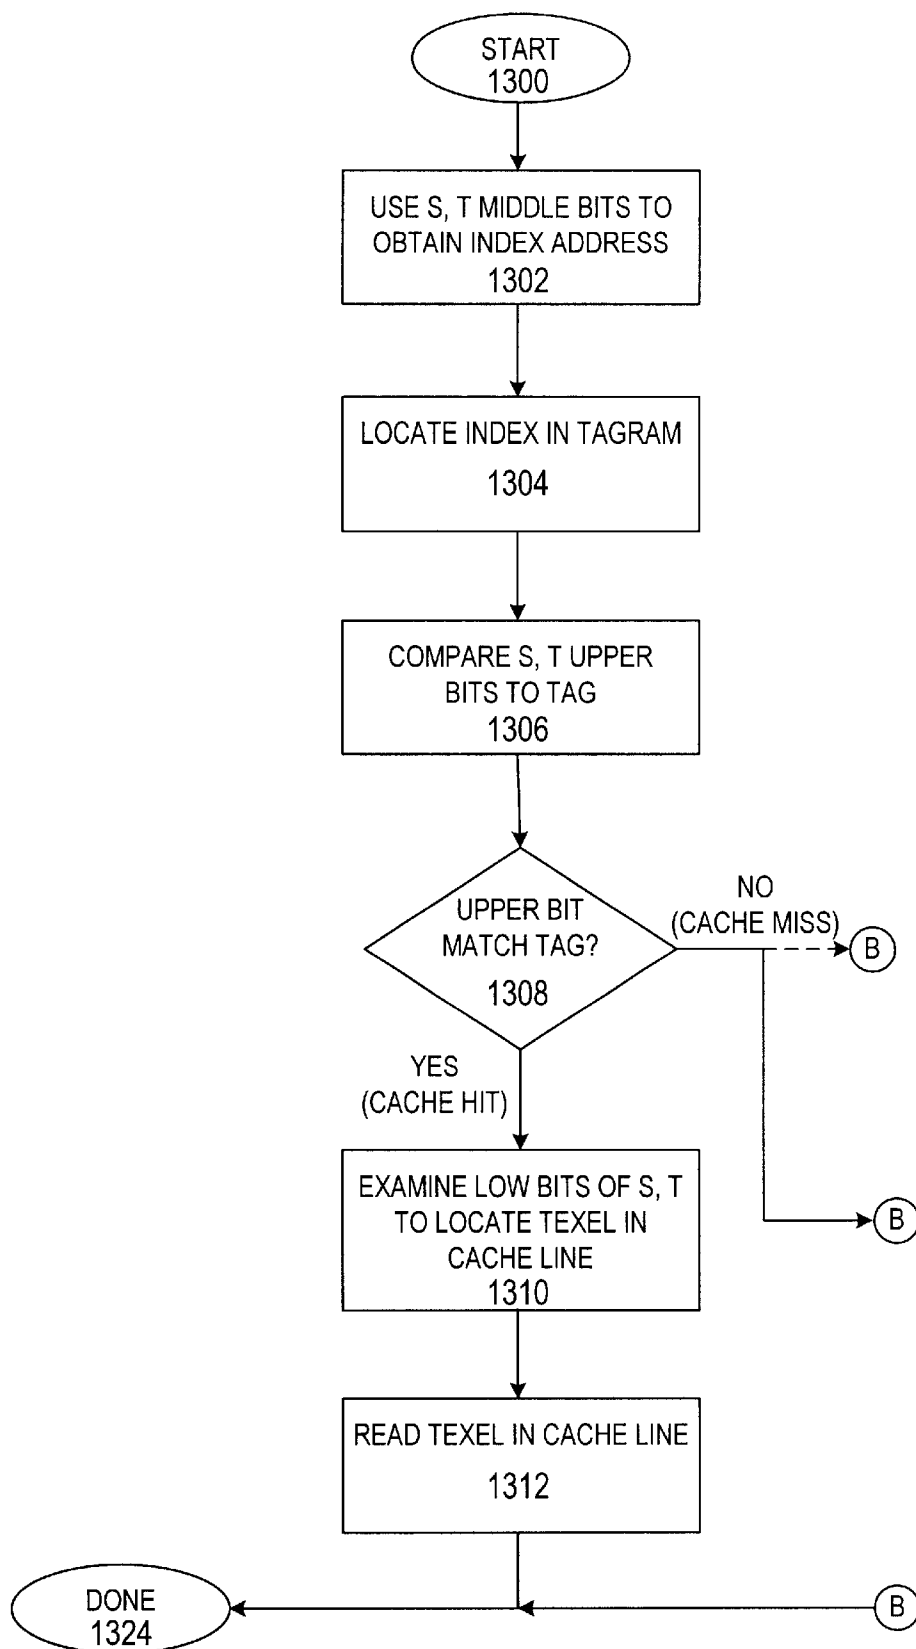 START
1300
USE S, T MIDDLE BITS TO
OBTAIN INDEX ADDRESS
1302
LOCATE INDEX IN TAGRAM
1304
COMPARE S, T UPPER
BITS TO TAG
1306
UPPER BIT
MATCH TAG?
1308
NO
(CACHE MISS)
B
YES
(CACHE HIT)
B
EXAMINE LOW BITS OF S, T
TO LOCATE TEXEL IN
CACHE LINE
1310
READ TEXEL IN CACHE LINE
1312
DONE
1324
B